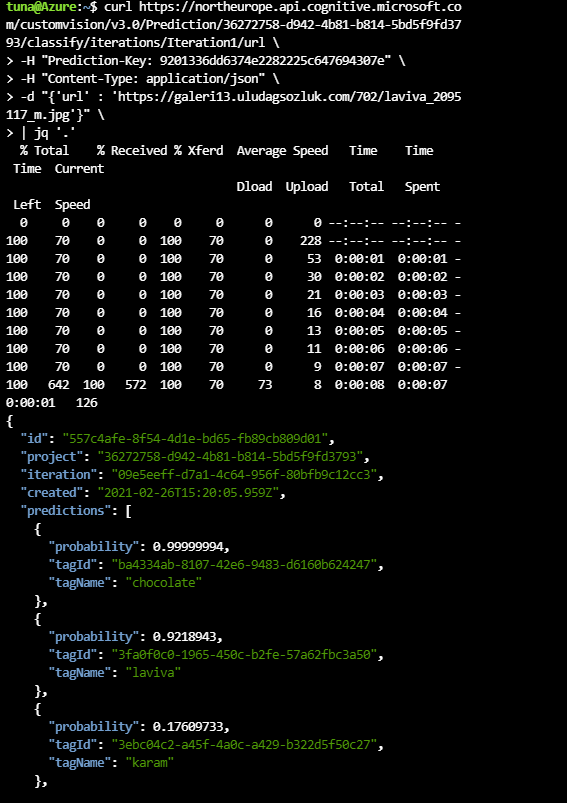 tuna@Azure:~$ curl https://northeurope.api.cognitive.microsoft.co
m/customvision/v3.0/Prediction/36272758-d942-4b81-b814-5bd5f9fd37
93/classify/iterations/Iteration1/url \
> -H "Prediction-Key: 9201336dd6374e2282225c647694307e" \
> -H "Content-Type: application/json" \
> -d "{'url' : 'https://galeri13.uludagsozluk.com/702/laviva_2095
117_m.jpg'}" \
> | jq '.'
  % Total    % Received % Xferd  Average Speed   Time    Time
 Time  Current
                                 Dload  Upload   Total   Spent
 Left  Speed
  0     0    0     0    0     0      0      0 --:--:-- --:--:-- -
100    70    0     0  100    70      0    228 --:--:-- --:--:-- -
100    70    0     0  100    70      0     53  0:00:01  0:00:01 -
100    70    0     0  100    70      0     30  0:00:02  0:00:02 -
100    70    0     0  100    70      0     21  0:00:03  0:00:03 -
100    70    0     0  100    70      0     16  0:00:04  0:00:04 -
100    70    0     0  100    70      0     13  0:00:05  0:00:05 -
100    70    0     0  100    70      0     11  0:00:06  0:00:06 -
100    70    0     0  100    70      0      9  0:00:07  0:00:07 -
100   642  100   572  100    70     73      8  0:00:08  0:00:07
0:00:01   126
{
  "id": "557c4afe-8f54-4d1e-bd65-fb89cb809d01",
  "project": "36272758-d942-4b81-b814-5bd5f9fd3793",
  "iteration": "09e5eeff-d7a1-4c64-956f-80bfb9c12cc3",
  "created": "2021-02-26T15:20:05.959Z",
  "predictions": [
    {
      "probability": 0.99999994,
      "tagId": "ba4334ab-8107-42e6-9483-d6160b624247",
      "tagName": "chocolate"
    },
    {
      "probability": 0.9218943,
      "tagId": "3fa0f0c0-1965-450c-b2fe-57a62fbc3a50",
      "tagName": "laviva"
    },
    {
      "probability": 0.17609733,
      "tagId": "3ebc04c2-a45f-4a0c-a429-b322d5f50c27",
      "tagName": "karam"
    },